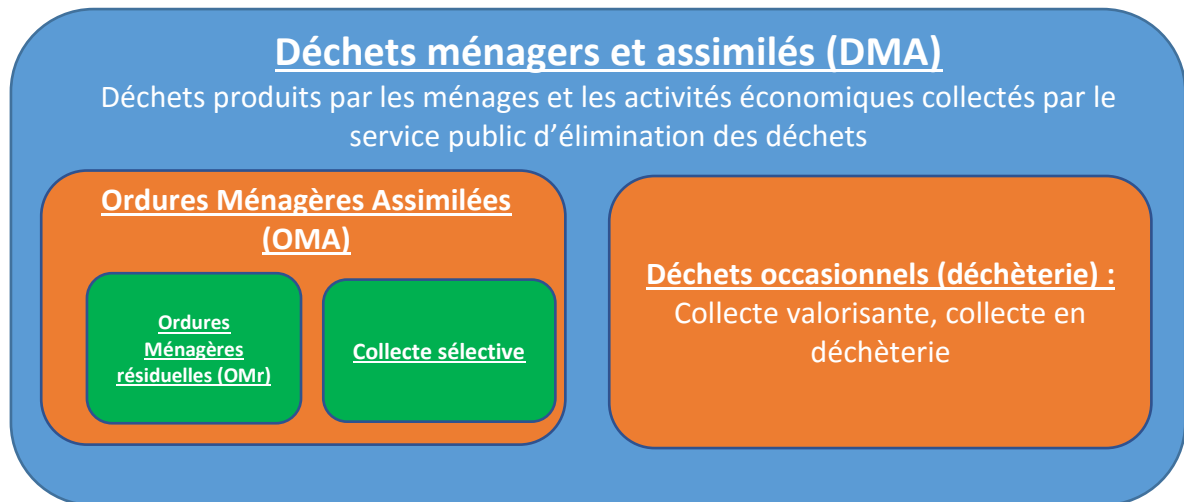 Déchets ménagers et assimilés (DMA)
Déchets produits par les ménages et les activités économiques collectés par le
service public d’élimination des déchets
Ordures Ménagères Assimilées
(OMA)
Ordures
Ménagères
résiduelles (OMr)
Collecte sélective
Déchets occasionnels (déchèterie) :
Collecte valorisante, collecte en
déchèterie